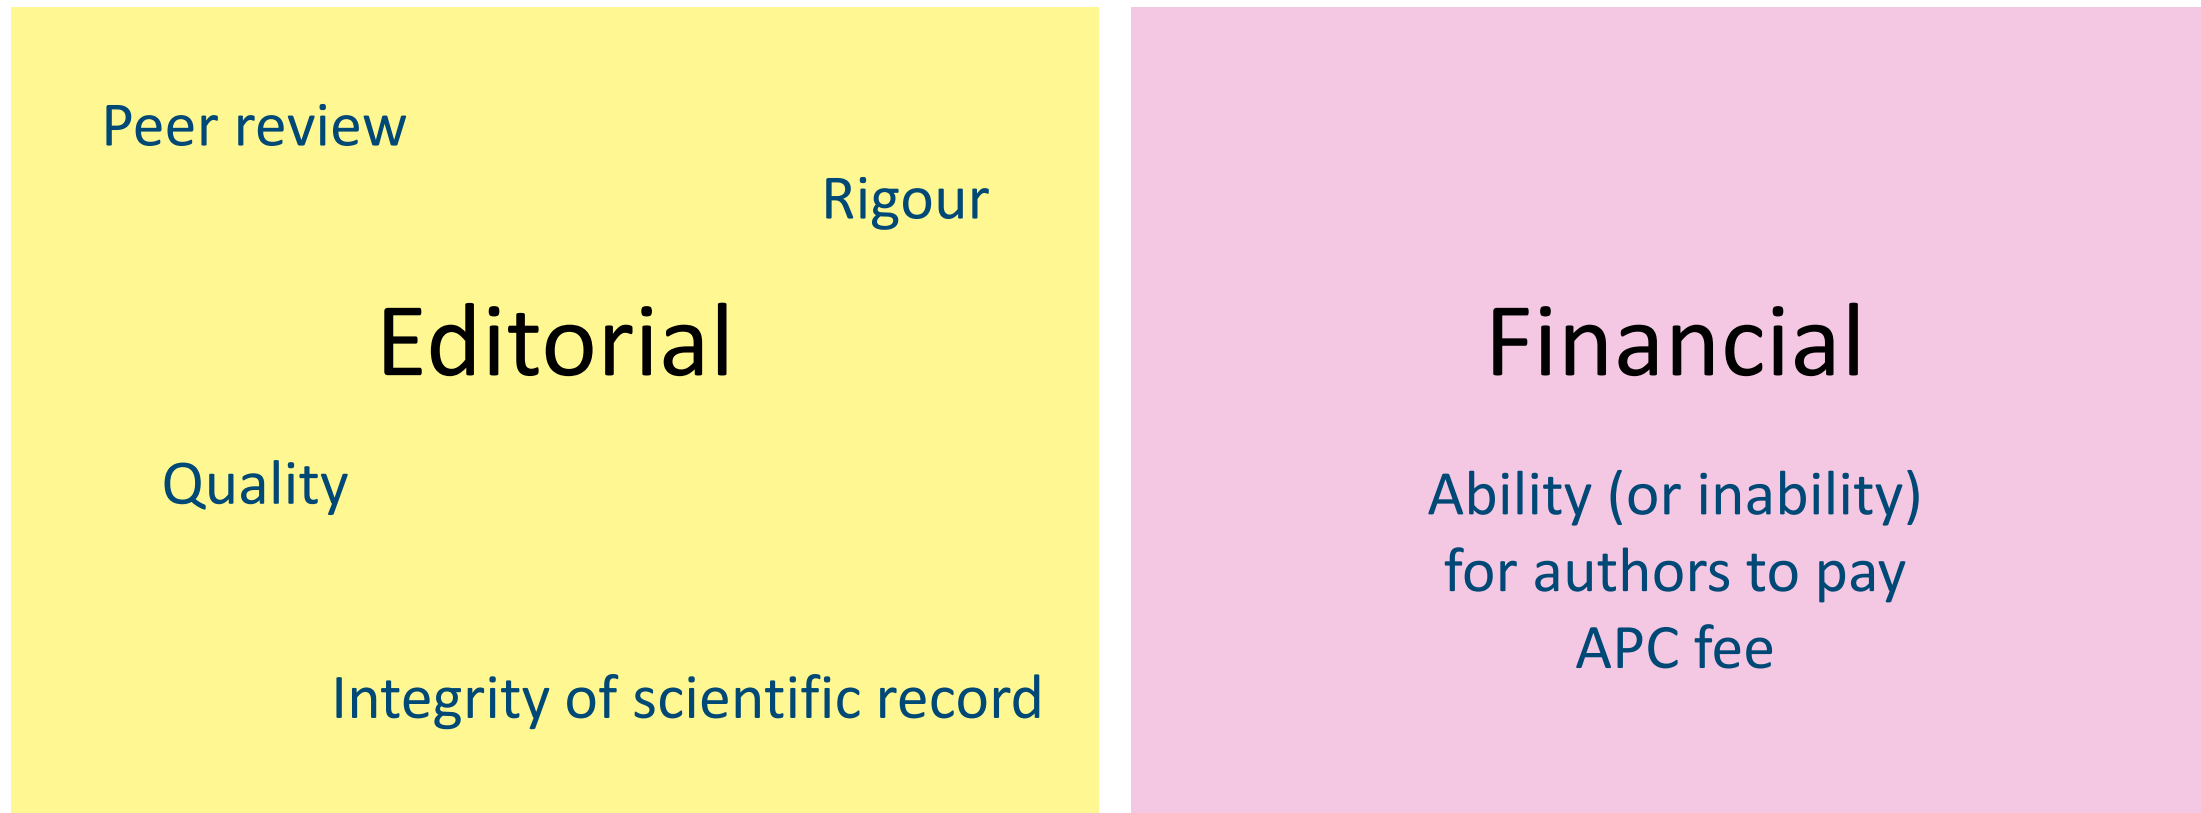 Peer review
Rigour
Editorial
Quality
Integrity of scientific record
Financial
Ability (or inability)
for authors to pay
APC fee